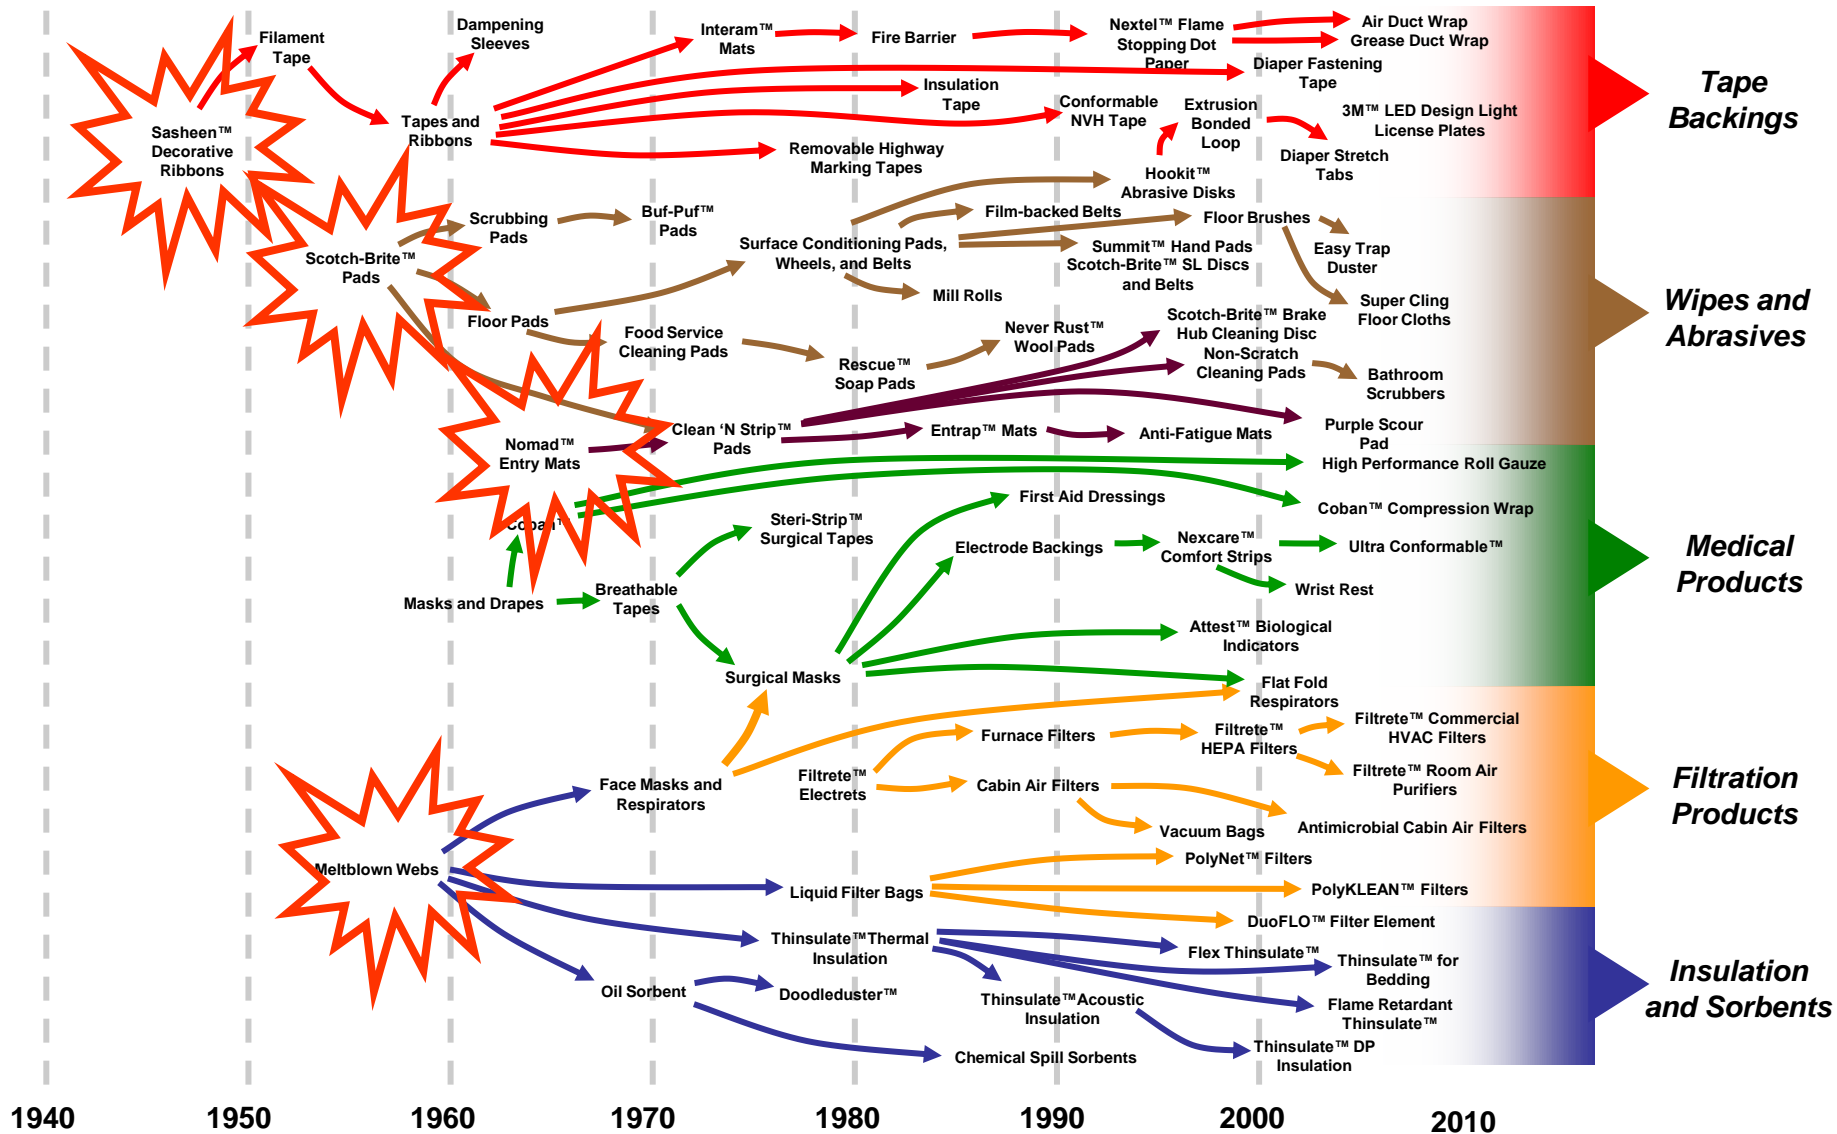 Filament
Tape
Dampening
Sleeves
Interam™
Mats
Fire Barrier
Nextel™ Flame
Stopping Dot
Paper
Air Duct Wrap
Grease Duct Wrap
Diaper Fastening
Tape
Insulation
Tape
Conformable
NVH Tape
Extrusion
Bonded
Loop
3M™ LED Design Light
License Plates
Tape
Backings
Sasheen™
Decorative
Ribbons
Tapes and
Ribbons
Removable Highway
Marking Tapes
Diaper Stretch
Tabs
Hookit™
Abrasive Disks
Scrubbing
Pads
Buf-Puf™
Pads
Film-backed Belts
Floor Brushes
Scotch-Brite™
Pads
Surface Conditioning Pads,
Wheels, and Belts
Summit™ Hand Pads
Scotch-Brite™ SL Discs
and Belts
Easy Trap
Duster
Mill Rolls
Super Cling
Floor Cloths
Wipes and
Abrasives
Floor Pads
Food Service
Cleaning Pads
Never Rust™
Wool Pads
Scotch-Brite™ Brake
Hub Cleaning Disc
Non-Scratch
Cleaning Pads
Rescue™
Soap Pads
Bathroom
Scrubbers
Nomad™
Entry Mats
Clean ‘N Strip™
Pads
Entrap™ Mats
Anti-Fatigue Mats
Purple Scour
Pad
High Performance Roll Gauze
First Aid Dressings
Coban™ Compression Wrap
Coban™
Steri-Strip™
Surgical Tapes
Electrode Backings
Nexcare™
Comfort Strips
Ultra Conformable™
Medical
Products
Masks and Drapes
Breathable
Tapes
Wrist Rest
Attest™ Biological
Indicators
Surgical Masks
Flat Fold
Respirators
Furnace Filters
Filtrete™
HEPA Filters
Filtrete™ Commercial
HVAC Filters
Face Masks and
Respirators
Filtrete™
Electrets
Cabin Air Filters
Filtrete™ Room Air
Purifiers
Filtration
Products
Vacuum Bags
Antimicrobial Cabin Air Filters
Meltblown Webs
PolyNet™ Filters
Liquid Filter Bags
PolyKLEAN™ Filters
DuoFLO™ Filter Element
Thinsulate™Thermal
Insulation
Flex Thinsulate™
Thinsulate™ for
Bedding
Insulation
and Sorbents
Oil Sorbent
Doodleduster™
Thinsulate™Acoustic
Insulation
Flame Retardant
Thinsulate™
Chemical Spill Sorbents
Thinsulate™ DP
Insulation
1940
1950
1960
1970
1980
1990
2000
2010